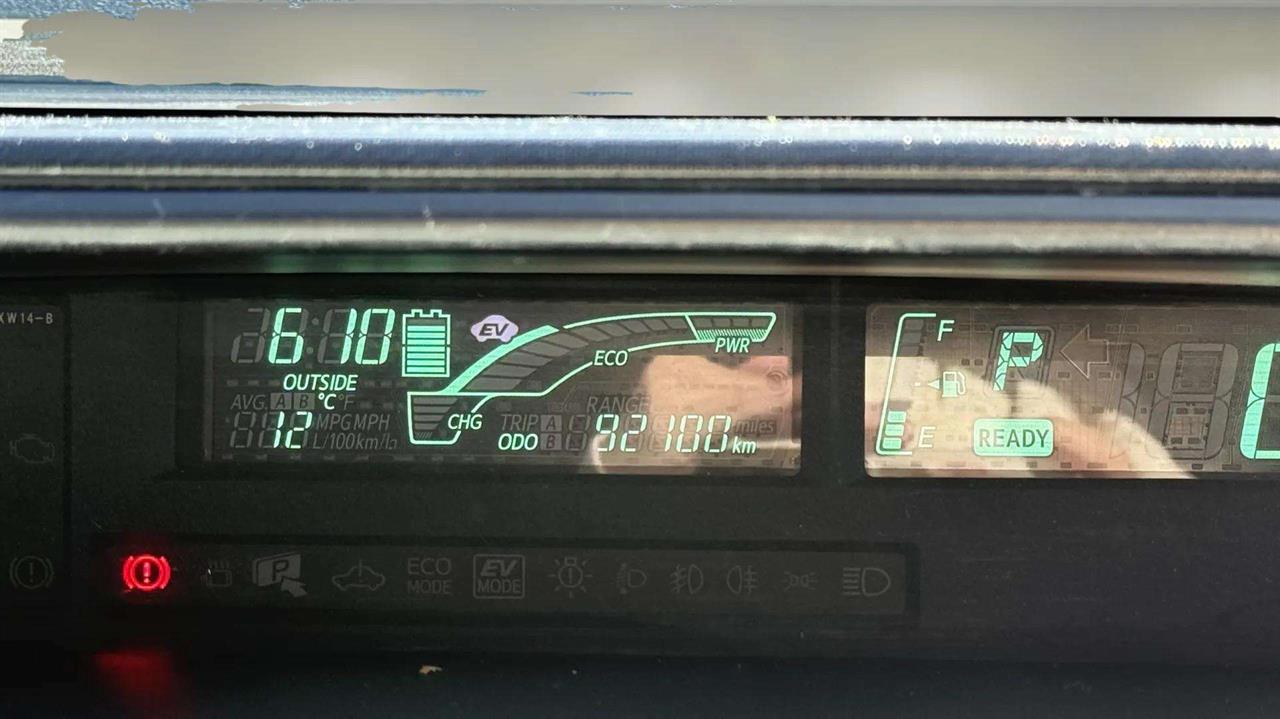 XW14-B
6 10
EV
PWR
ECO
OUTSIDE
AVG. A B °C °F
12 MPG MPH
L/100km/h
CHG
RANGE
TRIP A
ODO B 92100 km
miles
F
E
P
READY
P
ECO
MODE
EV
MODE